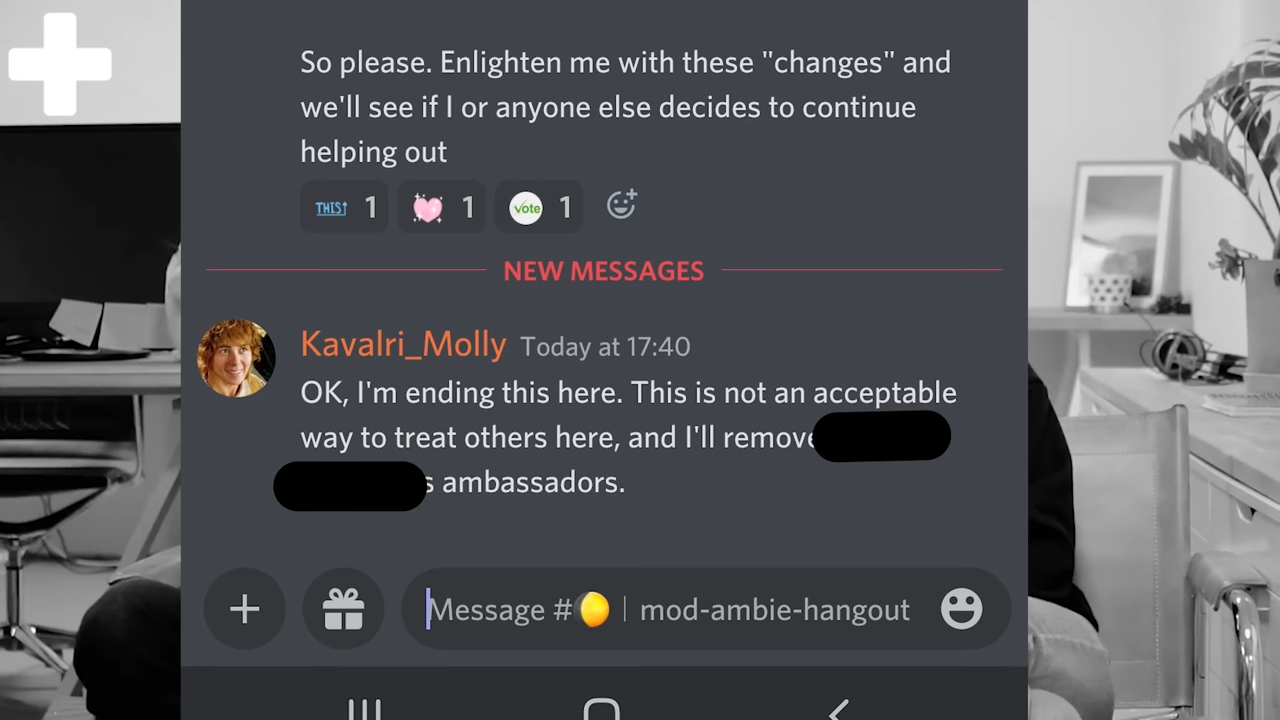 So please. Enlighten me with these "changes" and
we'll see if I or anyone else decides to continue
helping out
THIS↑ 1 1 vote 1
NEW MESSAGES
Kavalri_Molly Today at 17:40
OK, I'm ending this here. This is not an acceptable
way to treat others here, and I'll remove
s ambassadors.
Message # | mod-ambie-hangout